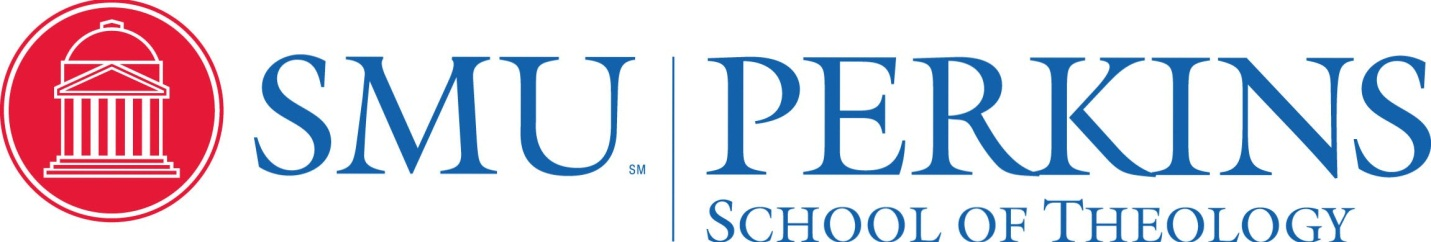 SMU SM PERKINS
SCHOOL OF THEOLOGY